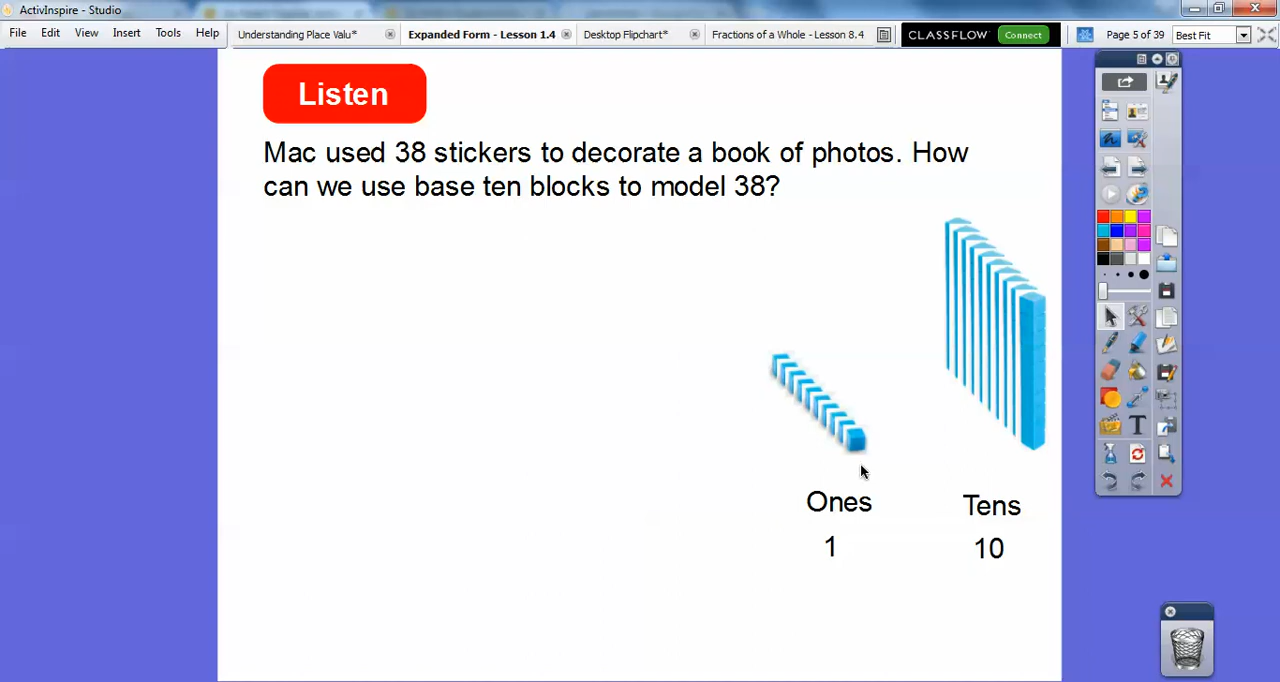 ActivInspire - Studio
File Edit View Insert Tools Help
Understanding Place Valu* Expanded Form - Lesson 1.4 Desktop Flipchart* Fractions of a Whole - Lesson 8.4
CLASSFLOW Connect
Page 5 of 39 Best Fit
Listen
Mac used 38 stickers to decorate a book of photos. How
can we use base ten blocks to model 38?
Ones Tens
1 10